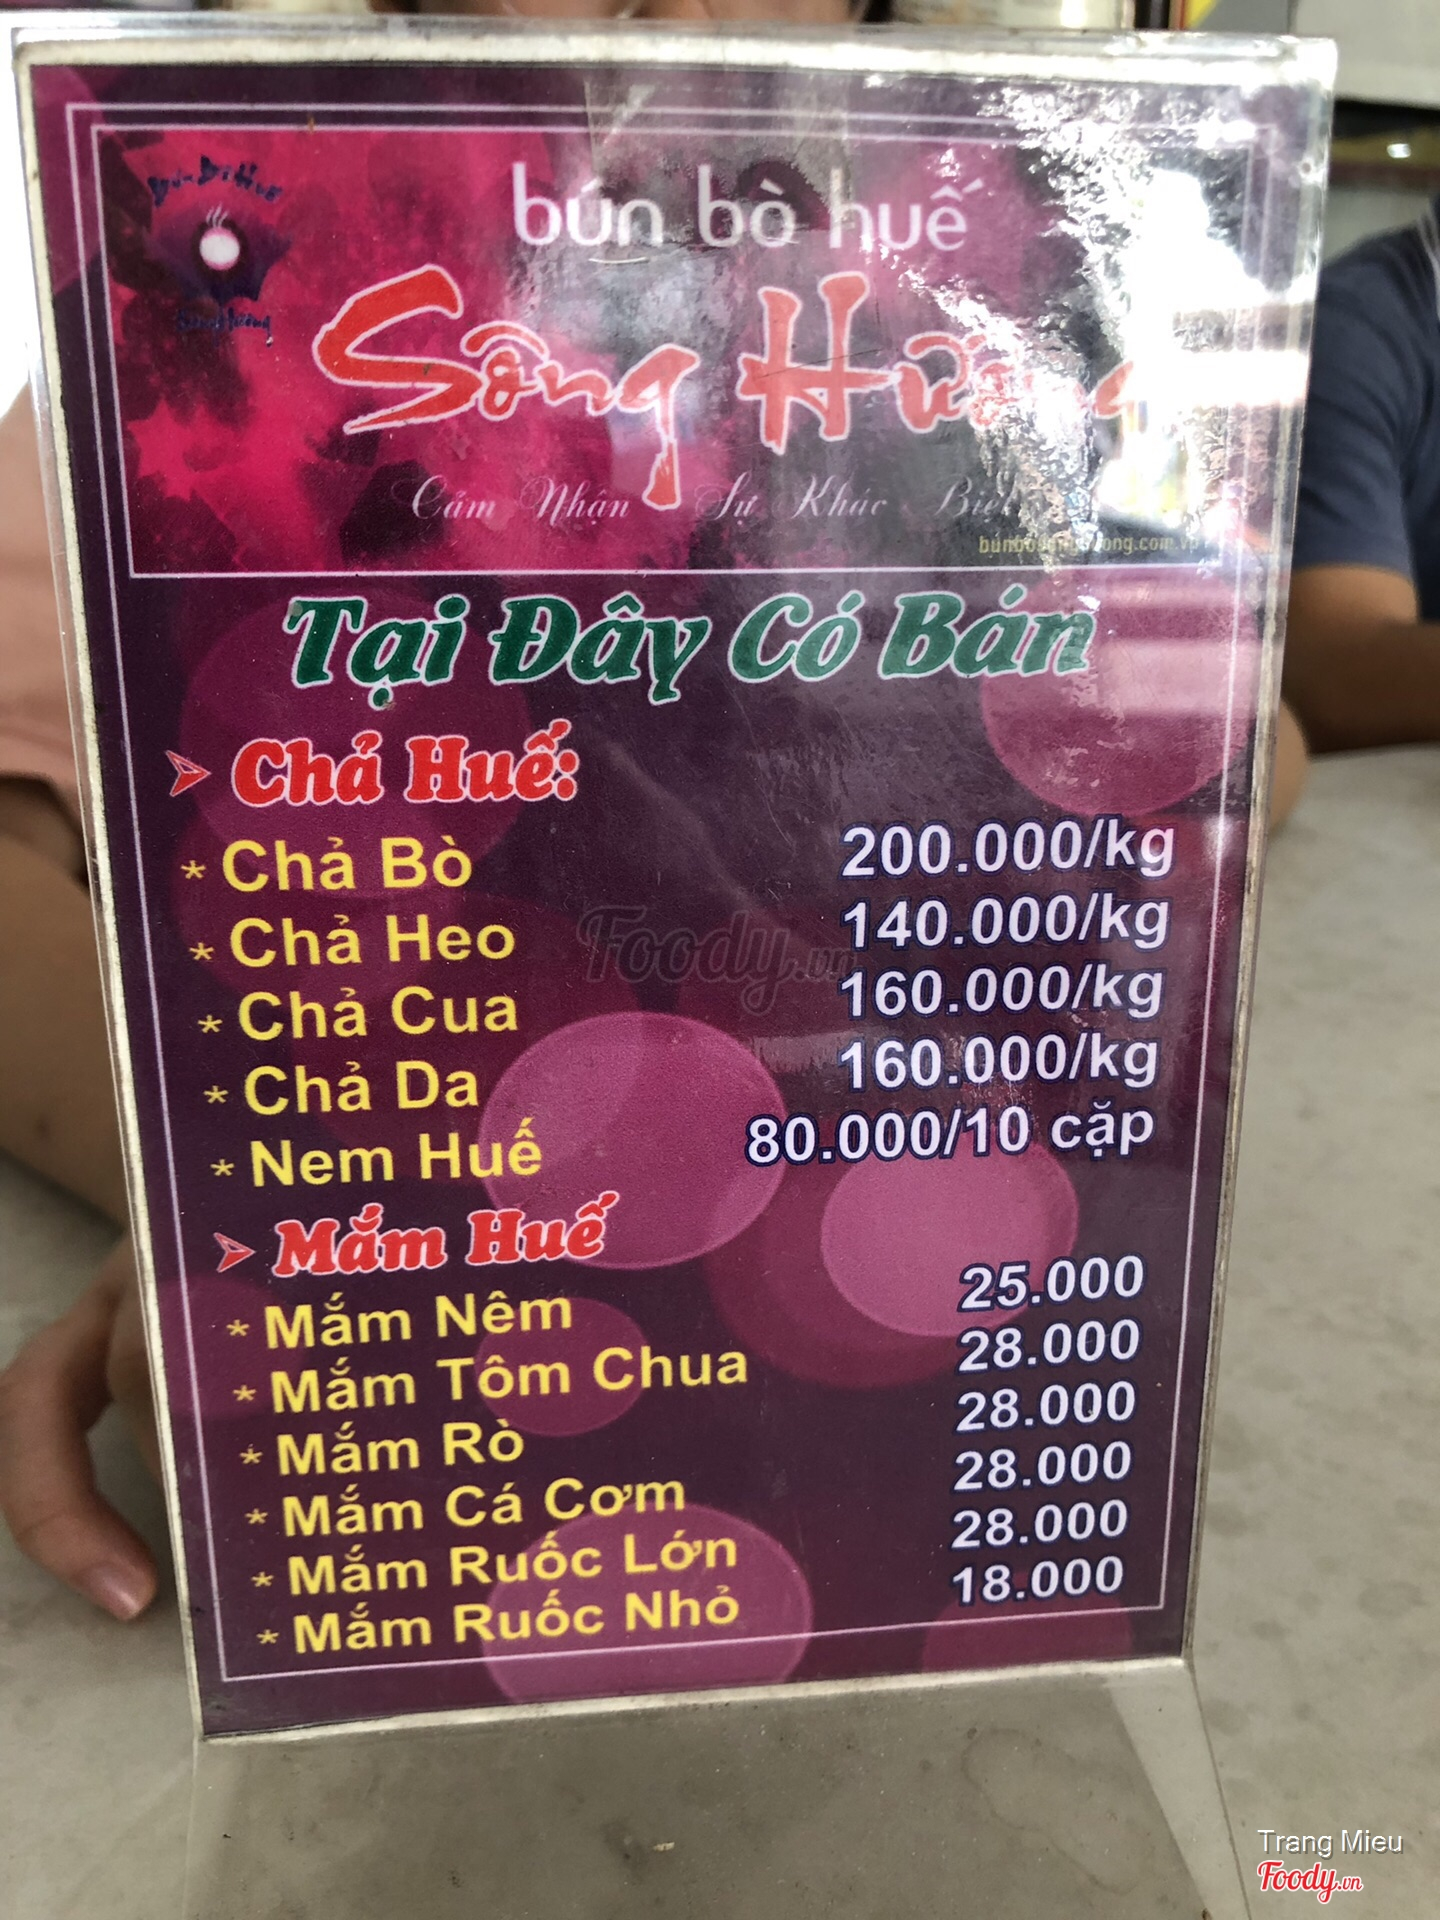 bún bò huế
Sông Hương
Cảm Nhận Sự Khác Biệt
Tại Đây Có Bán
Chả Huế:
* Chả Bò 200.000/kg
* Chả Heo 140.000/kg
* Chả Cua 160.000/kg
* Chả Da 160.000/kg
* Nem Huế 80.000/10 cặp
Mắm Huế
* Mắm Nêm 25.000
* Mắm Tôm Chua 28.000
* Mắm Rò 28.000
* Mắm Cá Cơm 28.000
* Mắm Ruốc Lớn 28.000
* Mắm Ruốc Nhỏ 18.000
Foody.vn
Trang Mieu
Foody.vn